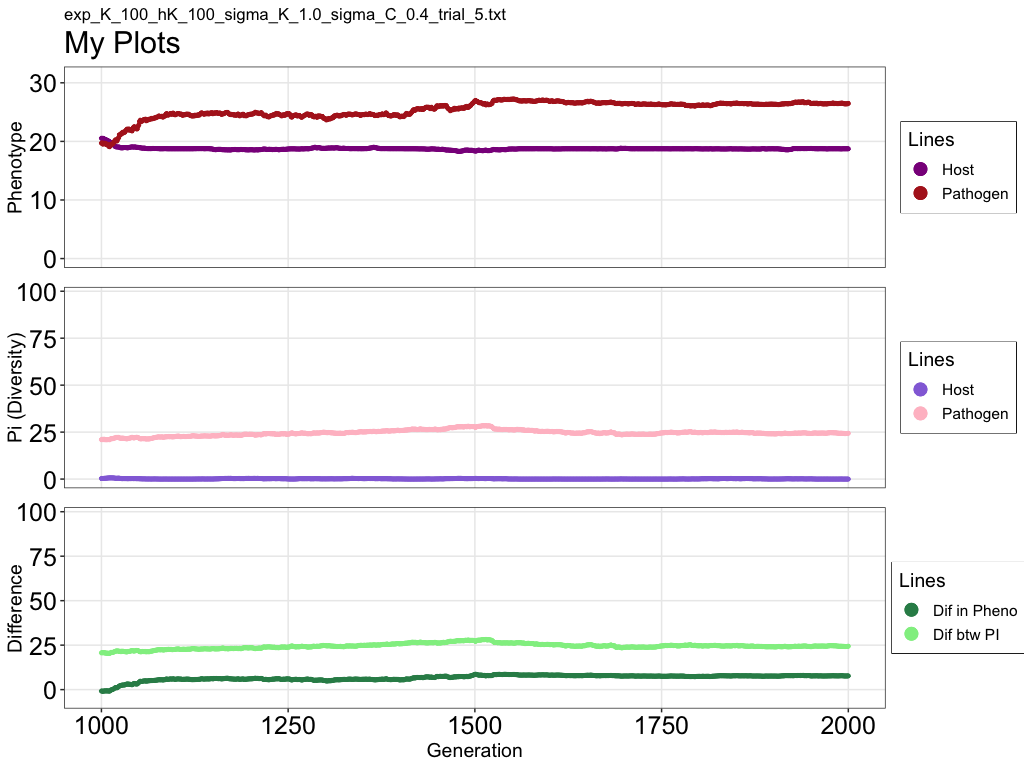 exp_K_100_hK_100_sigma_K_1.0_sigma_C_0.4_trial_5.txt
My Plots
Phenotype
30
20
10
0
Lines
Host
Pathogen
Pi (Diversity)
100
75
50
25
0
Lines
Host
Pathogen
Difference
100
75
50
25
0
Lines
Dif in Pheno
Dif btw PI
1000 1250 1500 1750 2000
Generation